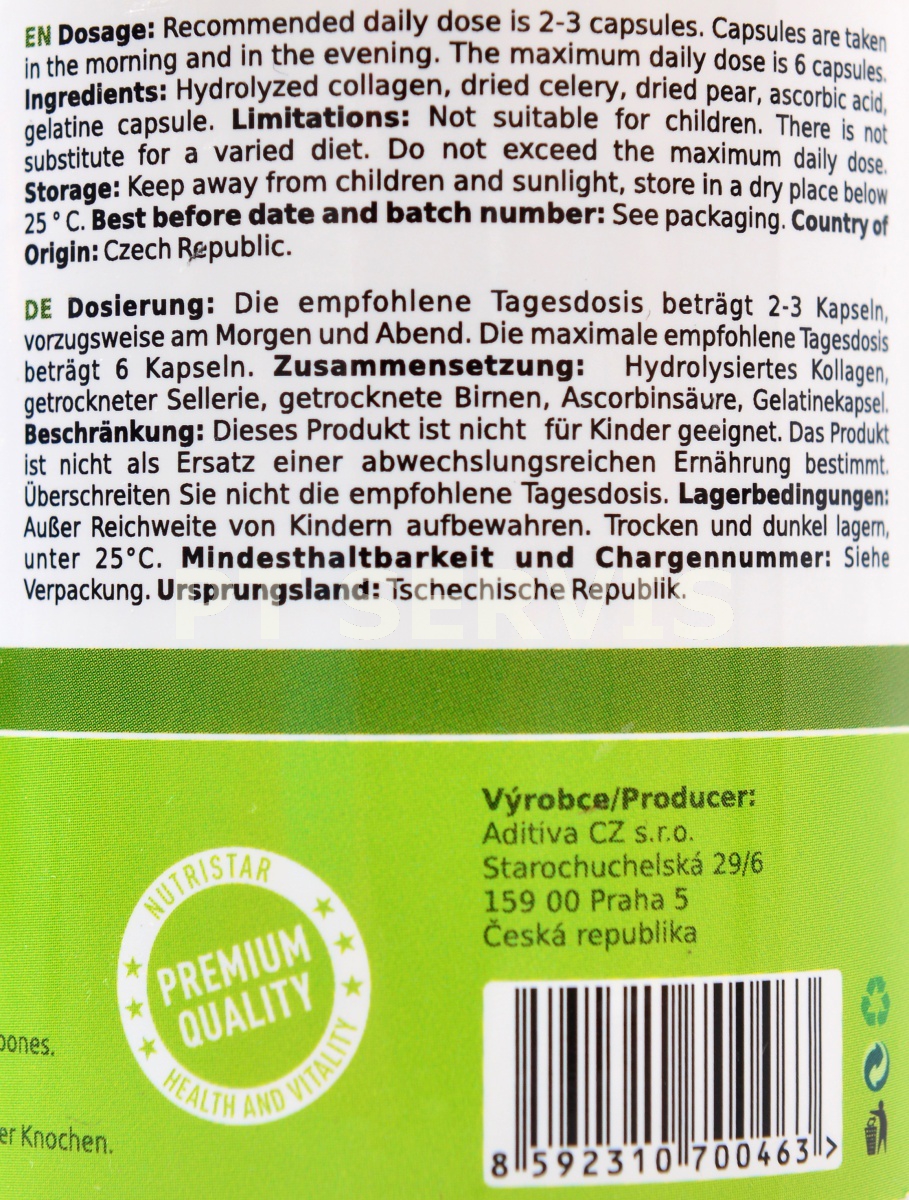 EN Dosage: Recommended daily dose is 2-3 capsules. Capsules are taken
in the morning and in the evening. The maximum daily dose is 6 capsules.
Ingredients: Hydrolyzed collagen, dried celery, dried pear, ascorbic acid,
gelatine capsule. Limitations: Not suitable for children. There is not
substitute for a varied diet. Do not exceed the maximum daily dose.
Storage: Keep away from children and sunlight, store in a dry place below
25 ° C. Best before date and batch number: See packaging. Country of
Origin: Czech Republic.
DE Dosierung: Die empfohlene Tagesdosis beträgt 2-3 Kapseln,
vorzugsweise am Morgen und Abend. Die maximale empfohlene Tagesdosis
beträgt 6 Kapseln. Zusammensetzung: Hydrolysiertes Kollagen,
getrockneter Sellerie, getrocknete Birnen, Ascorbinsäure, Gelatinekapsel.
Beschränkung: Dieses Produkt ist nicht für Kinder geeignet. Das Produkt
ist nicht als Ersatz einer abwechslungsreichen Ernährung bestimmt.
Überschreiten Sie nicht die empfohlene Tagesdosis. Lagerbedingungen:
Außer Reichweite von Kindern aufbewahren. Trocken und dunkel lagern,
unter 25°C. Mindesthaltbarkeit und Chargennummer: Siehe
Verpackung. Ursprungsland: Tschechische Republik.
PT SERVIS
Výrobce/Producer:
Aditiva CZ s.r.o.
Starochuchelská 29/6
159 00 Praha 5
Česká republika
NUTRISTAR
PREMIUM
QUALITY
HEALTH AND VITALITY
bones.
er Knochen.
8 592310 700463 >